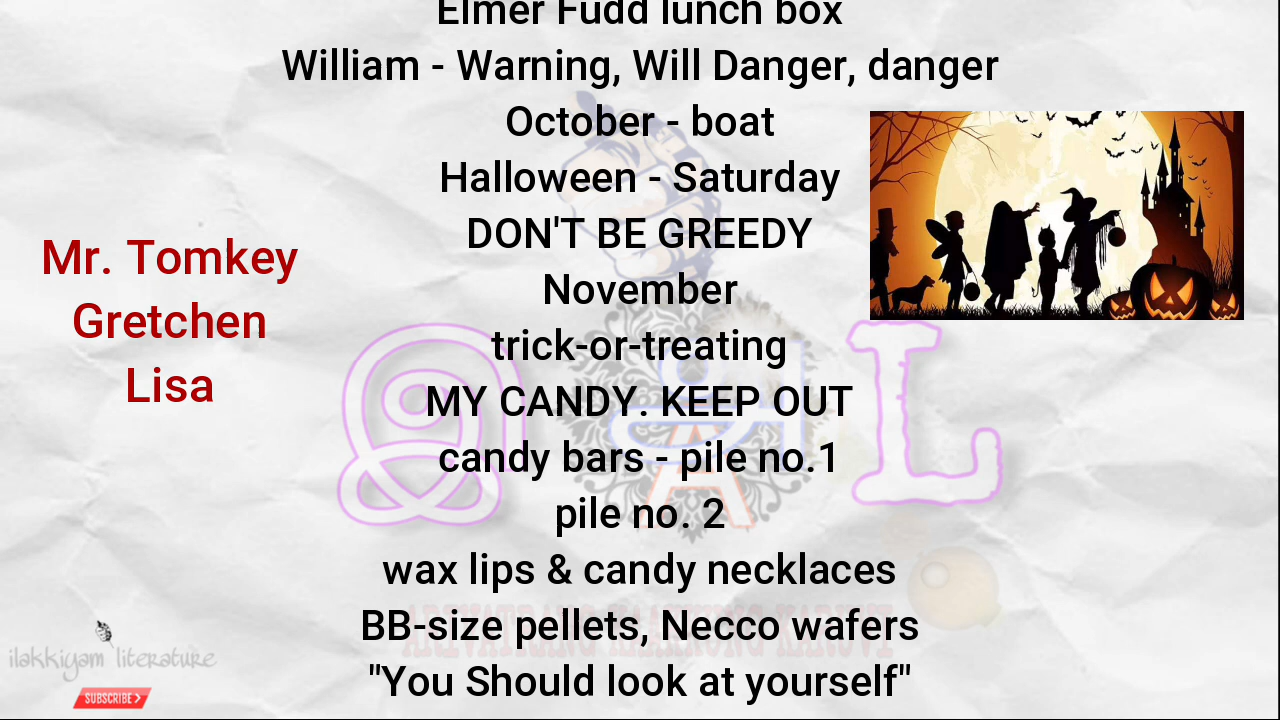 Elmer Fudd lunch box
William - Warning, Will Danger, danger
October - boat
Halloween - Saturday
DON'T BE GREEDY
November
trick-or-treating
MY CANDY. KEEP OUT
candy bars - pile no.1
pile no. 2
wax lips & candy necklaces
BB-size pellets, Necco wafers
"You Should look at yourself"
Mr. Tomkey
Gretchen
Lisa
இ L
ilakkiyam literature
SUBSCRIBE >